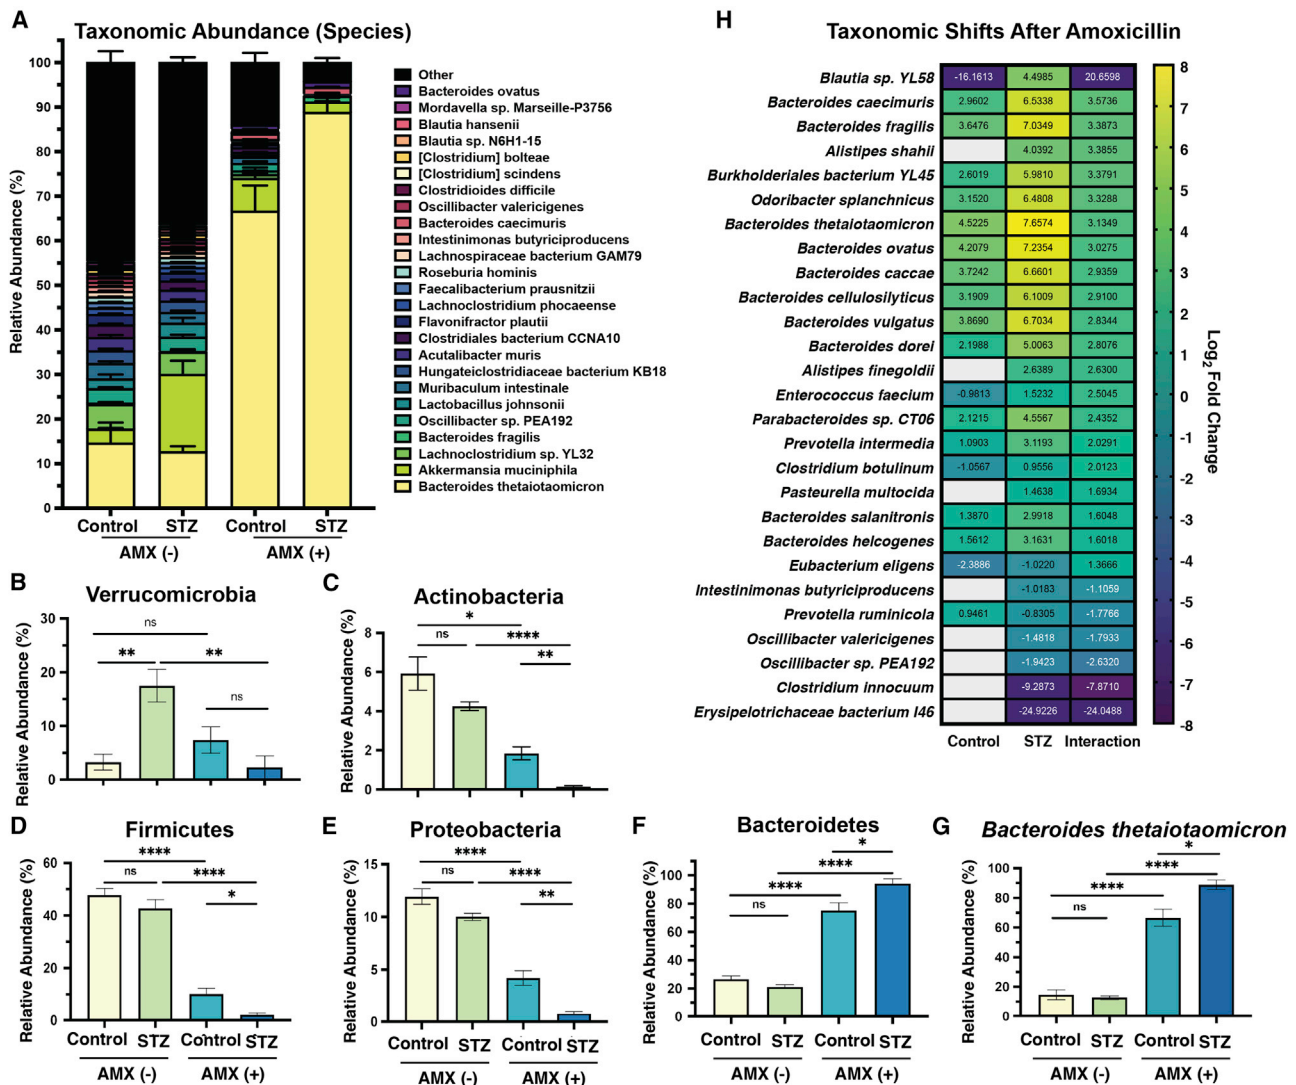 A
Taxonomic Abundance (Species)
Relative Abundance (%)
100
90
80
70
60
50
40
30
20
10
0
Control STZ Control STZ
AMX (-) AMX (+)
Other
Bacteroides ovatus
Mordavella sp. Marseille-P3756
Blautia hansenii
Blautia sp. N6H1-15
[Clostridium] bolteae
[Clostridium] scindens
Clostridioides difficile
Oscillibacter valericigenes
Bacteroides caecimuris
Intestinimonas butyriciproducens
Lachnospiraceae bacterium GAM79
Roseburia hominis
Faecalibacterium prausnitzii
Lachnoclostridium phocaeense
Flavonifractor plautii
Clostridiales bacterium CCNA10
Acutalibacter muris
Hungateiclostridiaceae bacterium KB18
Muribaculum intestinale
Lactobacillus johnsonii
Oscillibacter sp. PEA192
Bacteroides fragilis
Lachnoclostridium sp. YL32
Akkermansia muciniphila
Bacteroides thetaiotaomicron
H
Taxonomic Shifts After Amoxicillin
Blautia sp. YL58 -16.1613 4.4985 20.6598
Bacteroides caecimuris 2.9602 6.5338 3.5736
Bacteroides fragilis 3.6476 7.0349 3.3873
Alistipes shahii 4.0392 3.3855
Burkholderiales bacterium YL45 2.6019 5.9810 3.3791
Odoribacter splanchnicus 3.1520 6.4808 3.3288
Bacteroides thetaiotaomicron 4.5225 7.6574 3.1349
Bacteroides ovatus 4.2079 7.2354 3.0275
Bacteroides caccae 3.7242 6.6601 2.9359
Bacteroides cellulosilyticus 3.1909 6.1009 2.9100
Bacteroides vulgatus 3.8690 6.7034 2.8344
Bacteroides dorei 2.1988 5.0063 2.8076
Alistipes finegoldii 2.6389 2.6300
Enterococcus faecium -0.9813 1.5232 2.5045
Parabacteroides sp. CT06 2.1215 4.5567 2.4352
Prevotella intermedia 1.0903 3.1193 2.0291
Clostridium botulinum -1.0567 0.9556 2.0123
Pasteurella multocida 1.4638 1.6934
Bacteroides salanitronis 1.3870 2.9918 1.6048
Bacteroides helcogenes 1.5612 3.1631 1.6018
Eubacterium eligens -2.3886 -1.0220 1.3666
Intestinimonas butyriciproducens -1.0183 -1.1059
Prevotella ruminicola 0.9461 -0.8305 -1.7766
Oscillibacter valericigenes -1.4818 -1.7933
Oscillibacter sp. PEA192 -1.9423 -2.6320
Clostridium innocuum -9.2873 -7.8710
Erysipelotrichaceae bacterium I46 -24.9226 -24.0488
Control STZ Interaction
8
7
6
5
4
3
2
1
0
-1
-2
-3
-4
-5
-6
-7
-8
Log2 Fold Change
B
Verrucomicrobia
Relative Abundance (%)
30
20
10
0
ns
** **
ns
C
Actinobacteria
Relative Abundance (%)
8
6
4
2
0
*
ns ****
**
D
Firmicutes
Relative Abundance (%)
60
40
20
0
****
ns ****
*
Control STZ Control STZ
AMX (-) AMX (+)
E
Proteobacteria
Relative Abundance (%)
15
10
5
0
****
ns ****
**
Control STZ Control STZ
AMX (-) AMX (+)
F
Bacteroidetes
Relative Abundance (%)
100
80
60
40
20
0
*
****
****
ns
Control STZ Control STZ
AMX (-) AMX (+)
G
Bacteroides thetaiotaomicron
Relative Abundance (%)
100
80
60
40
20
0
*
****
****
ns
Control STZ Control STZ
AMX (-) AMX (+)